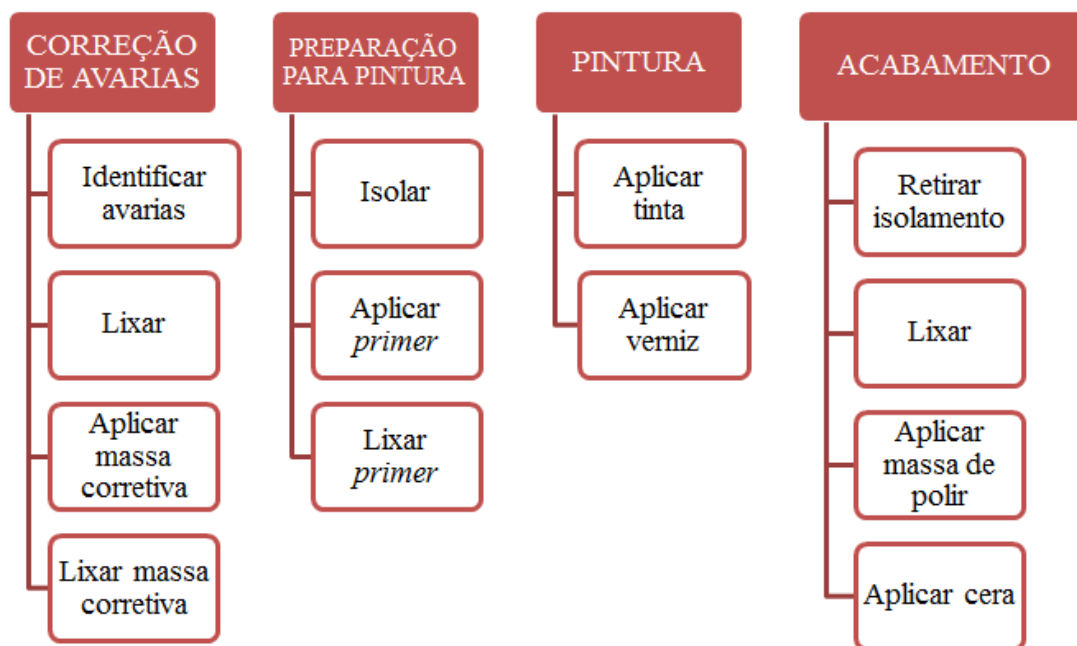 CORREÇÃO
DE AVARIAS
Identificar
avarias
Lixar
Aplicar
massa
corretiva
Lixar massa
corretiva
PREPARAÇÃO
PARA PINTURA
Isolar
Aplicar
primer
Lixar
primer
PINTURA
Aplicar
tinta
Aplicar
verniz
ACABAMENTO
Retirar
isolamento
Lixar
Aplicar
massa de
polir
Aplicar cera